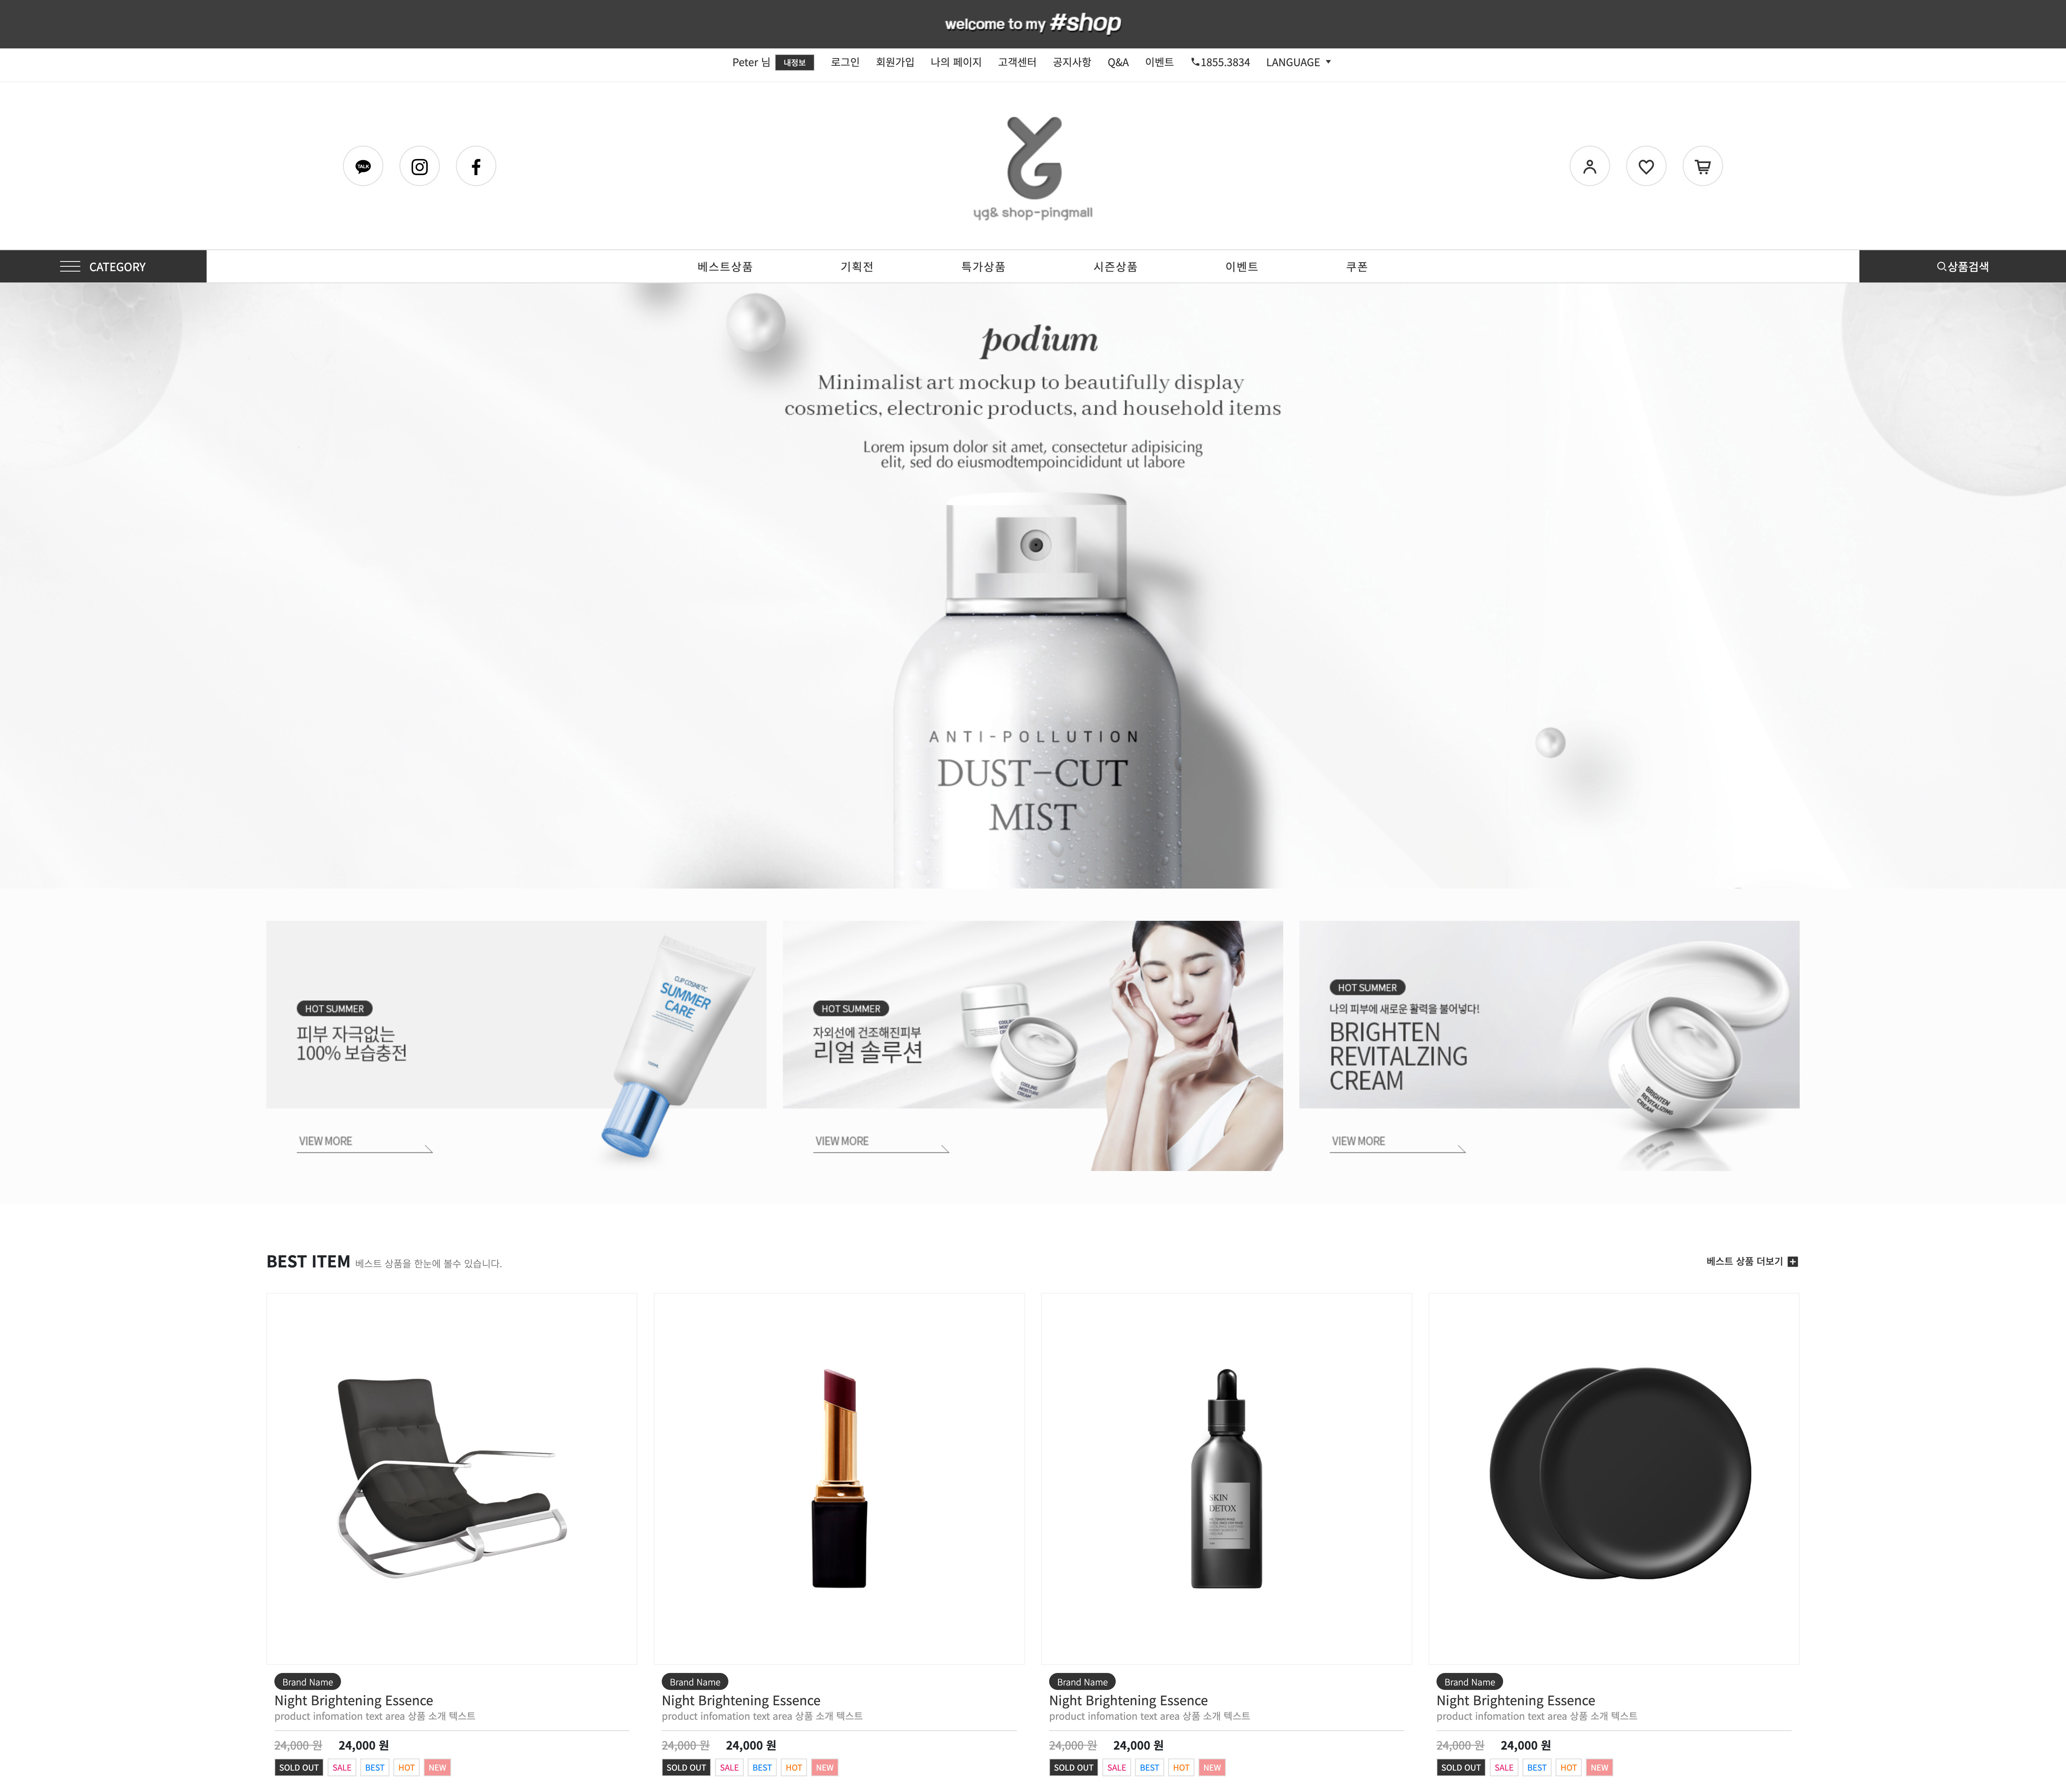 welcome to my #shop
Peter 님 내정보 로그인 회원가입 나의 페이지 고객센터 공지사항 Q&A 이벤트 1855.3834 LANGUAGE
TALK
YG
yg& shop-pingmall
CATEGORY 베스트상품 기획전 특가상품 시즌상품 이벤트 쿠폰 상품검색
podium
Minimalist art mockup to beautifully display
cosmetics, electronic products, and household items
Lorem ipsum dolor sit amet, consectetur adipisicing
elit, sed do eiusmodtempoincididunt ut labore
ANTI-POLLUTION
DUST-CUT
MIST
HOT SUMMER
피부 자극없는
100% 보습충전
VIEW MORE
CLIP COSMETIC
SUMMER
CARE
HOT SUMMER
자외선에 건조해진피부
리얼 솔루션
VIEW MORE
COOLING
MOISTURE
CREAM
HOT SUMMER
나의 피부에 새로운 활력을 불어넣다!
BRIGHTEN
REVITALZING
CREAM
VIEW MORE
BRIGHTEN
REVITALIZING
CREAM
BEST ITEM 베스트 상품을 한눈에 볼수 있습니다.
베스트 상품 더보기
SKIN
DETOX
Brand Name
Night Brightening Essence
product infomation text area 상품 소개 텍스트
24,000 원 24,000 원
SOLD OUT SALE BEST HOT NEW
Brand Name
Night Brightening Essence
product infomation text area 상품 소개 텍스트
24,000 원 24,000 원
SOLD OUT SALE BEST HOT NEW
Brand Name
Night Brightening Essence
product infomation text area 상품 소개 텍스트
24,000 원 24,000 원
SOLD OUT SALE BEST HOT NEW
Brand Name
Night Brightening Essence
product infomation text area 상품 소개 텍스트
24,000 원 24,000 원
SOLD OUT SALE BEST HOT NEW